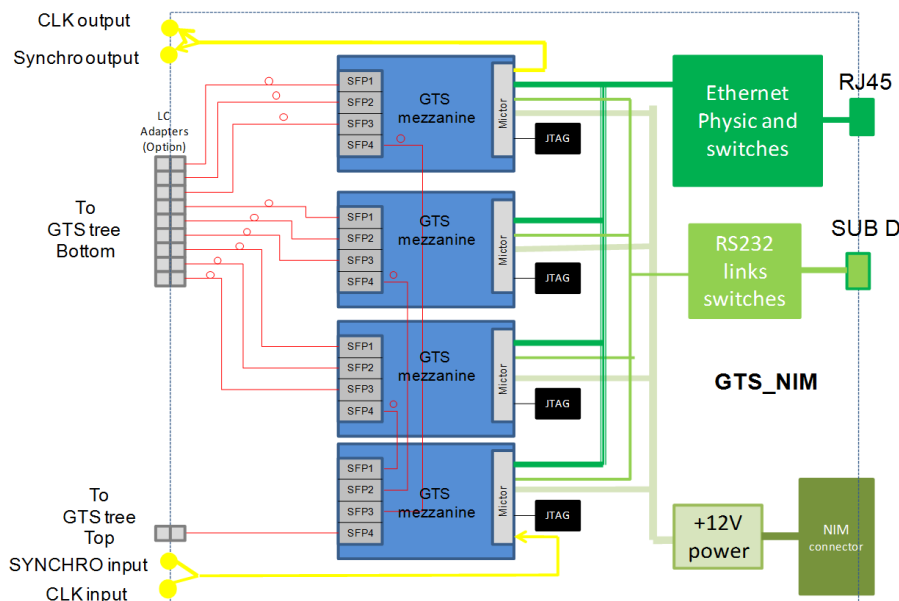 CLK output
Synchro output
LC
Adapters
(Option)
To
GTS tree
Bottom
To
GTS tree
Top
SYNCHRO input
CLK input
SFP1
SFP2
SFP3
SFP4
GTS
mezzanine
Mictor
JTAG
SFP1
SFP2
SFP3
SFP4
GTS
mezzanine
Mictor
JTAG
SFP1
SFP2
SFP3
SFP4
GTS
mezzanine
Mictor
JTAG
SFP1
SFP2
SFP3
SFP4
GTS
mezzanine
Mictor
JTAG
Ethernet
Physic and
switches
RJ45
RS232
links
switches
SUB D
GTS_NIM
+12V
power
NIM
connector